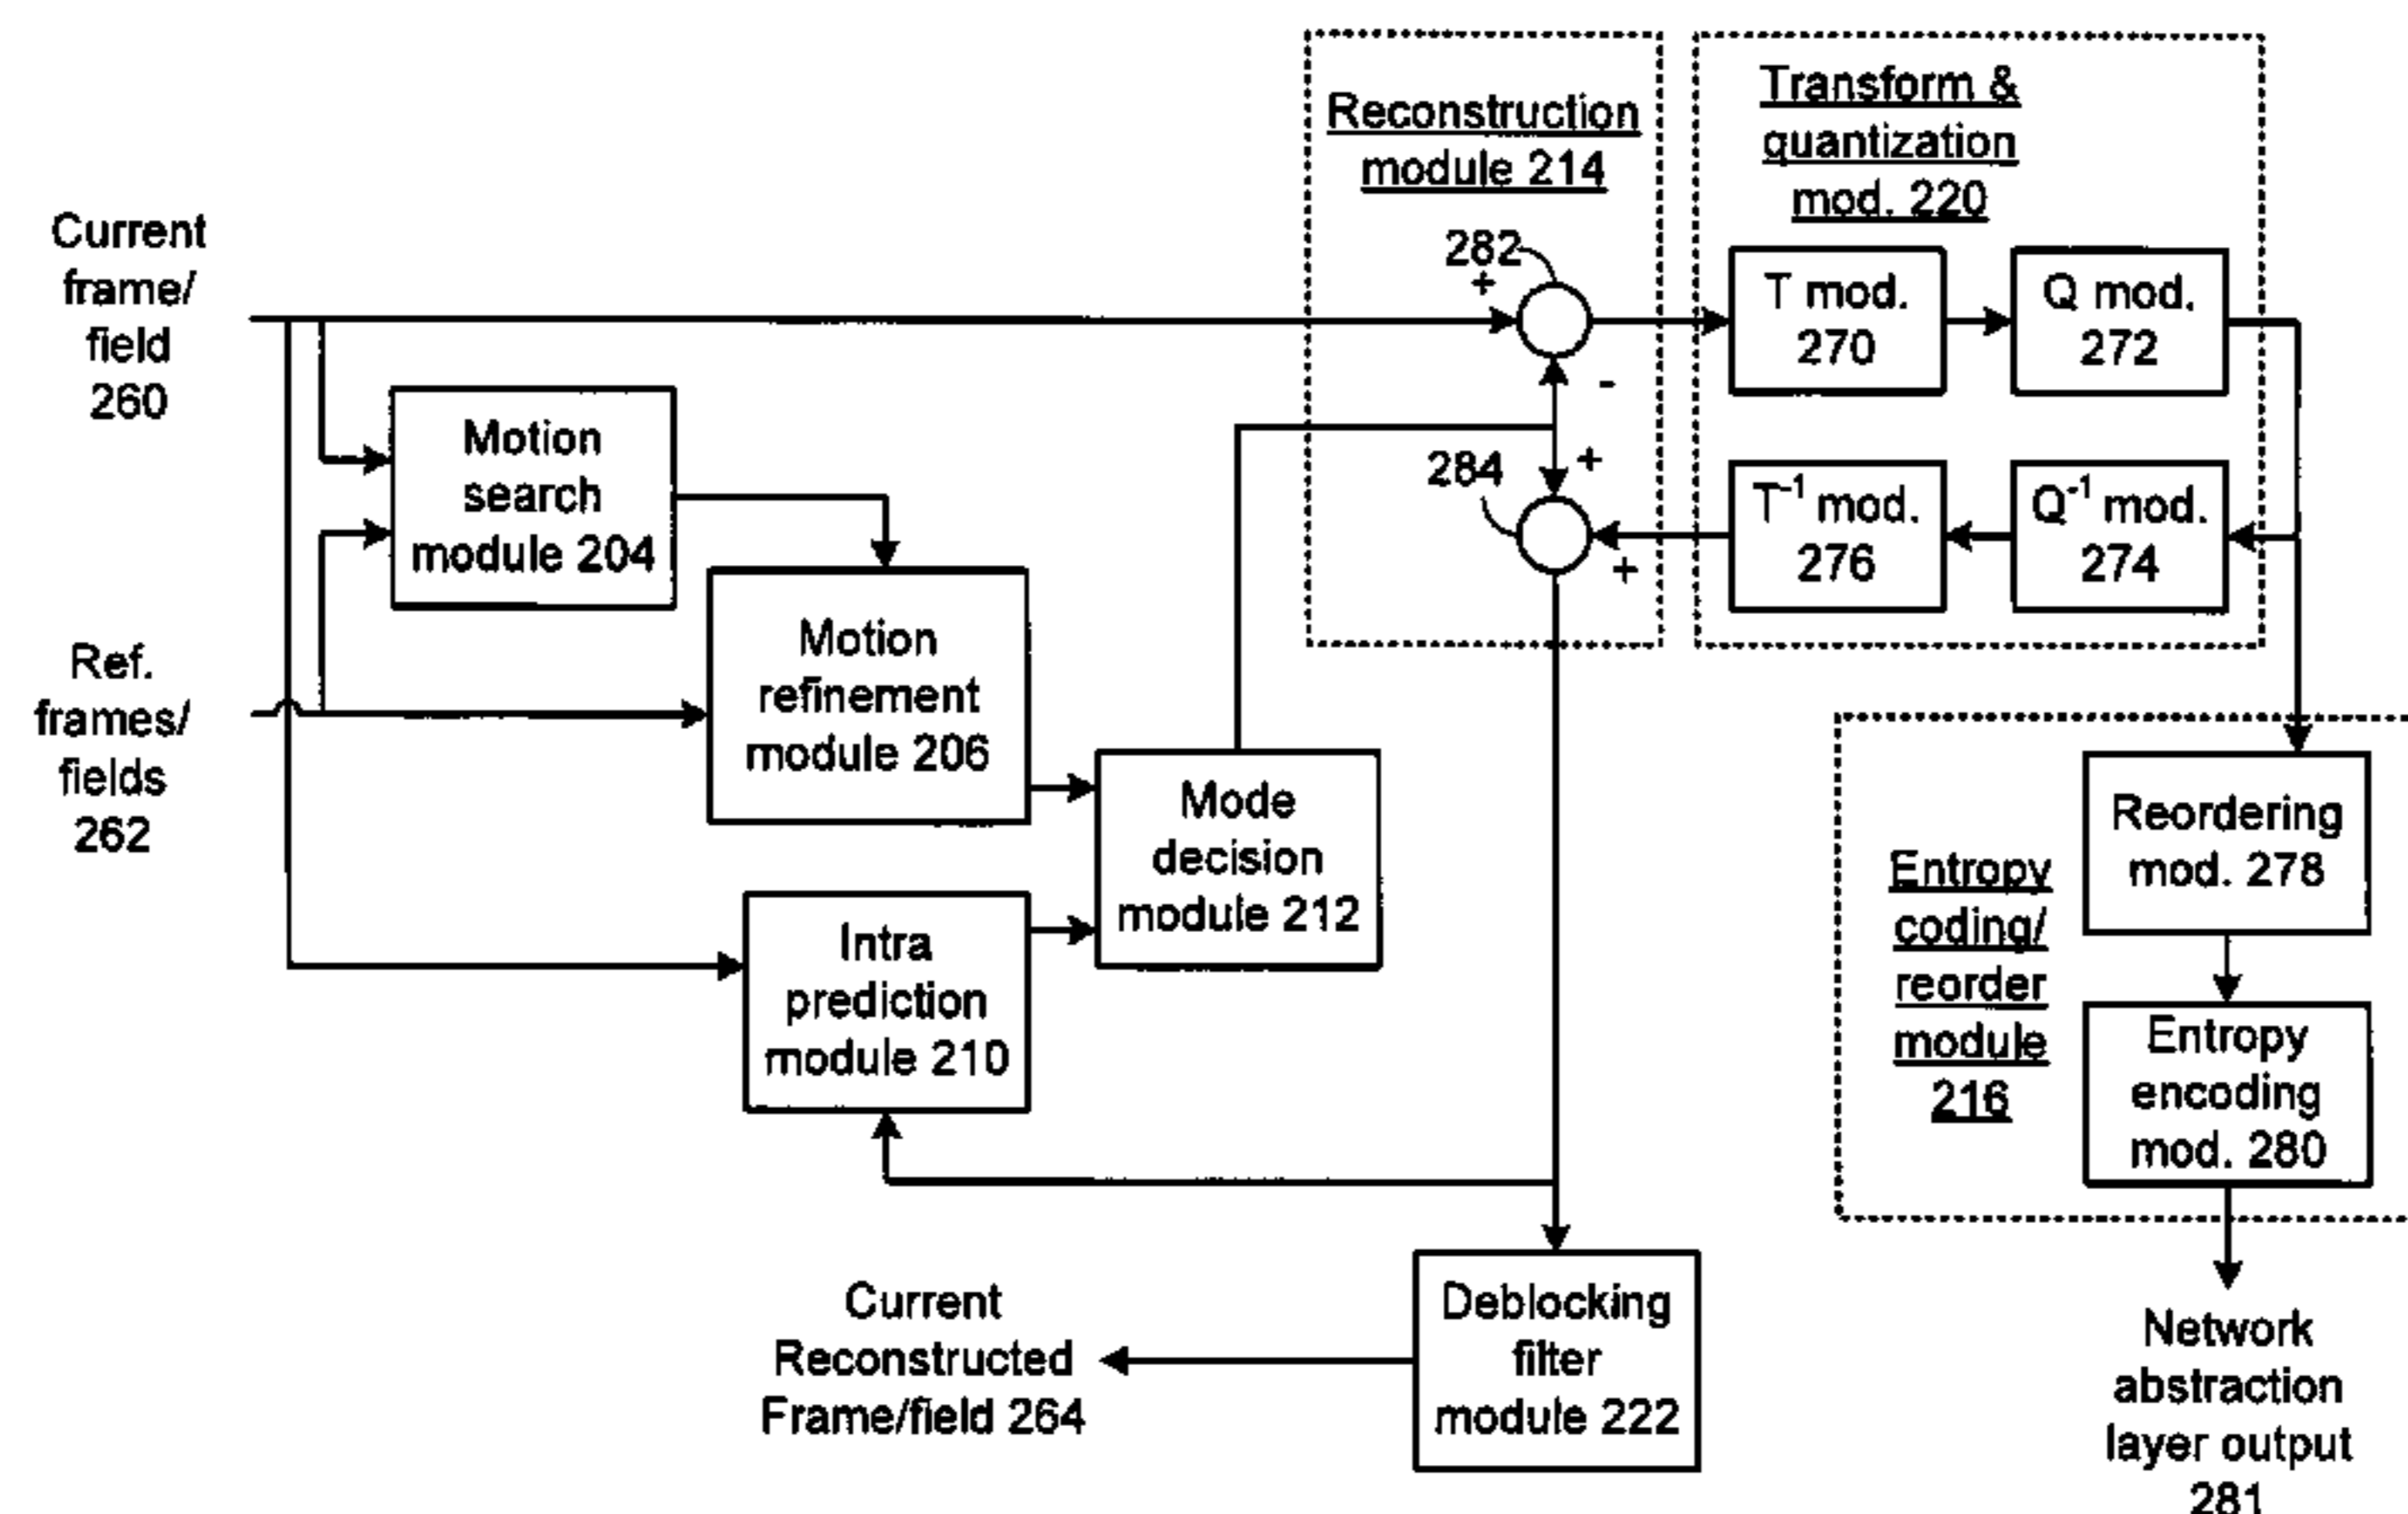 Reconstruction
module 214
Transform &
quantization
mod. 220
Current
frame/
field
260
282
+
-
T mod.
270
Q mod.
272
Motion
search
module 204
284
+
+
T-1 mod.
276
Q-1 mod.
274
Ref.
frames/
fields
262
Motion
refinement
module 206
Mode
decision
module 212
Intra
prediction
module 210
Entropy
coding/
reorder
module
216
Reordering
mod. 278
Entropy
encoding
mod. 280
Current
Reconstructed
Frame/field 264
Deblocking
filter
module 222
Network
abstraction
layer output
281